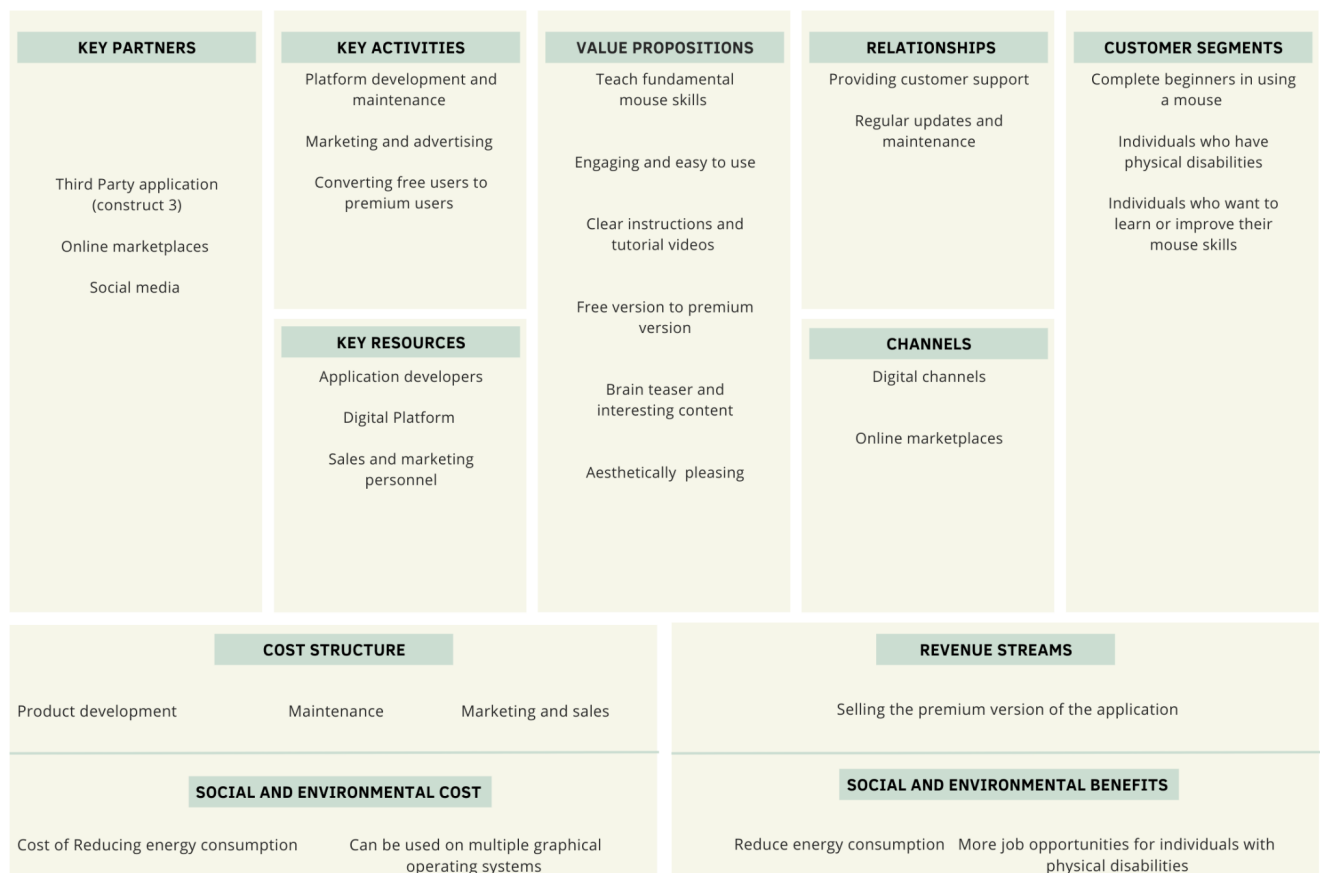 KEY PARTNERS
Third Party application
(construct 3)
Online marketplaces
Social media
KEY ACTIVITIES
Platform development and
maintenance
Marketing and advertising
Converting free users to
premium users
KEY RESOURCES
Application developers
Digital Platform
Sales and marketing
personnel
VALUE PROPOSITIONS
Teach fundamental
mouse skills
Engaging and easy to use
Clear instructions and
tutorial videos
Free version to premium
version
Brain teaser and
interesting content
Aesthetically pleasing
RELATIONSHIPS
Providing customer support
Regular updates and
maintenance
CHANNELS
Digital channels
Online marketplaces
CUSTOMER SEGMENTS
Complete beginners in using
a mouse
Individuals who have
physical disabilities
Individuals who want to
learn or improve their
mouse skills
COST STRUCTURE
Product development
Maintenance
Marketing and sales
REVENUE STREAMS
Selling the premium version of the application
SOCIAL AND ENVIRONMENTAL COST
Cost of Reducing energy consumption
Can be used on multiple graphical
operating systems
SOCIAL AND ENVIRONMENTAL BENEFITS
Reduce energy consumption
More job opportunities for individuals with
physical disabilities